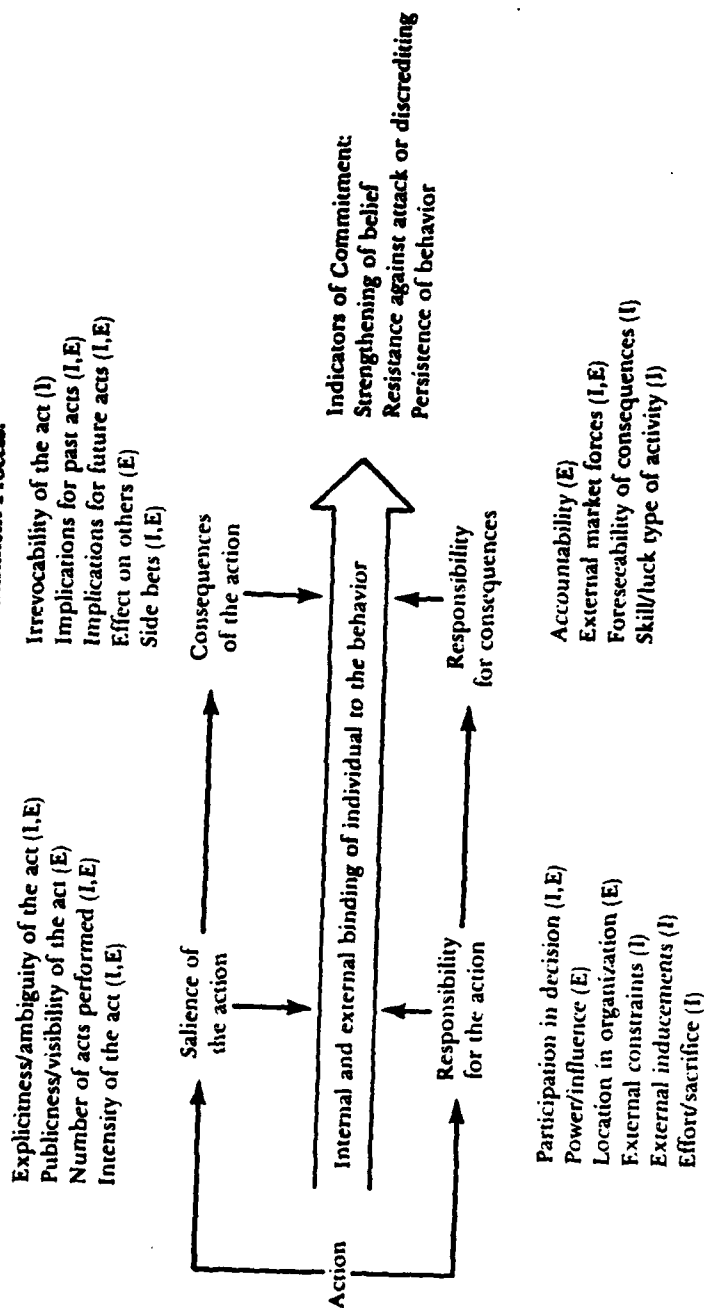 Explicitness/ambiguity of the act (I,E)
Publicness/visibility of the act (E)
Number of acts performed (I,E)
Intensity of the act (I,E)
Irrevocability of the act (I)
Implications for past acts (I,E)
Implications for future acts (I,E)
Effect on others (E)
Side bets (I,E)
Salience of
the action
Consequences
of the action
Action
Internal and external binding of individual to the behavior
Indicators of Commitment:
Strengthening of belief
Resistance against attack or discrediting
Persistence of behavior
Responsibility
for the action
Responsibility
for consequences
Participation in decision (I,E)
Power/influence (E)
Location in organization (E)
External constraints (I)
External inducements (I)
Effort/sacrifice (I)
Accountability (E)
External market forces (I,E)
Foreseeability of consequences (I)
Skill/luck type of activity (I)